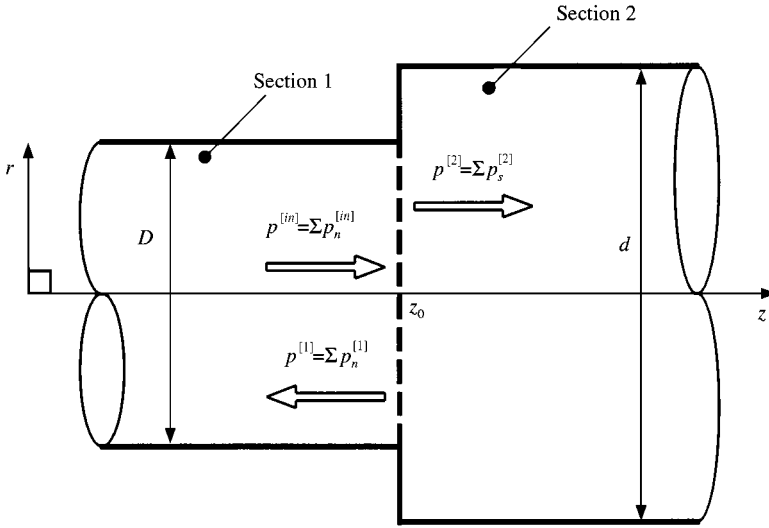 Section 2
Section 1
r
p^[2]=Σp_s^[2]
p^[in]=Σp_n^[in]
D
d
z_0
z
p^[1]=Σp_n^[1]